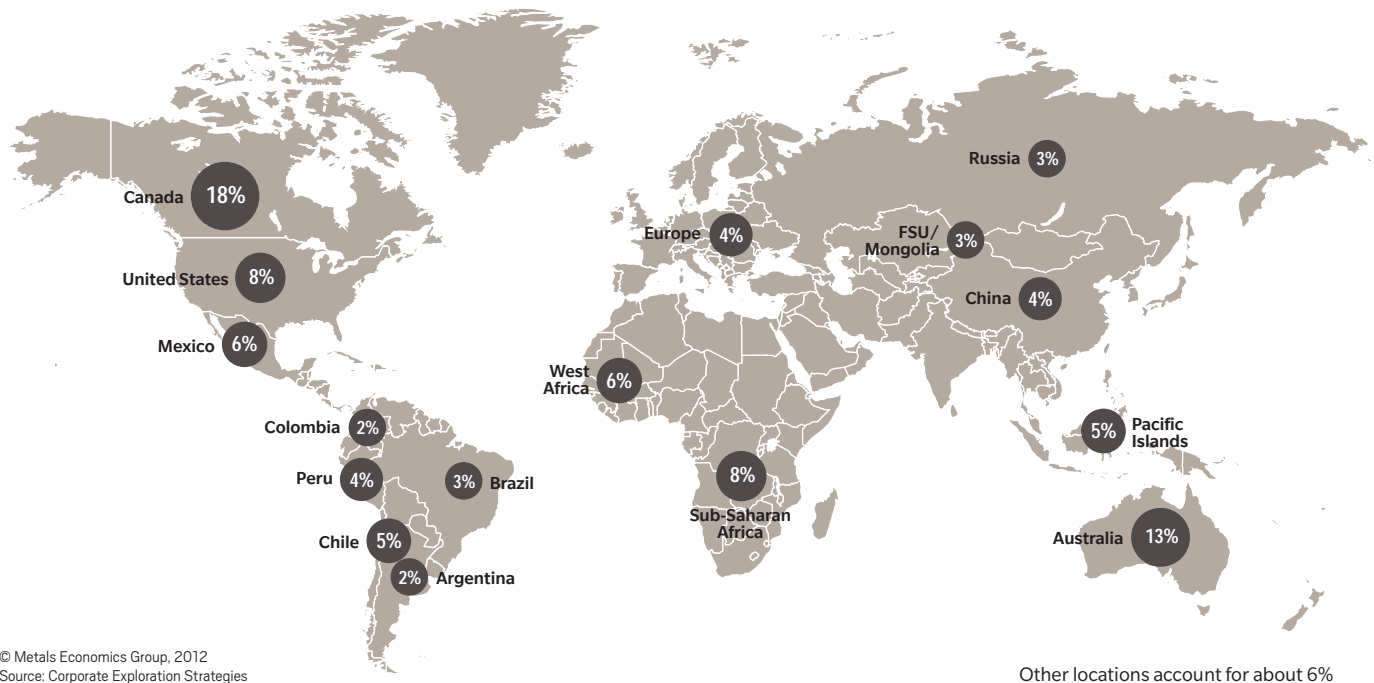 Russia 3%
Canada 18%
Europe 4%
FSU/
Mongolia 3%
United States 8%
China 4%
Mexico 6%
West
Africa 6%
Colombia 2%
5% Pacific
Islands
Peru 4%
3% Brazil
8%
Sub-Saharan
Africa
Chile 5%
Australia 13%
2% Argentina
© Metals Economics Group, 2012
Source: Corporate Exploration Strategies
Other locations account for about 6%